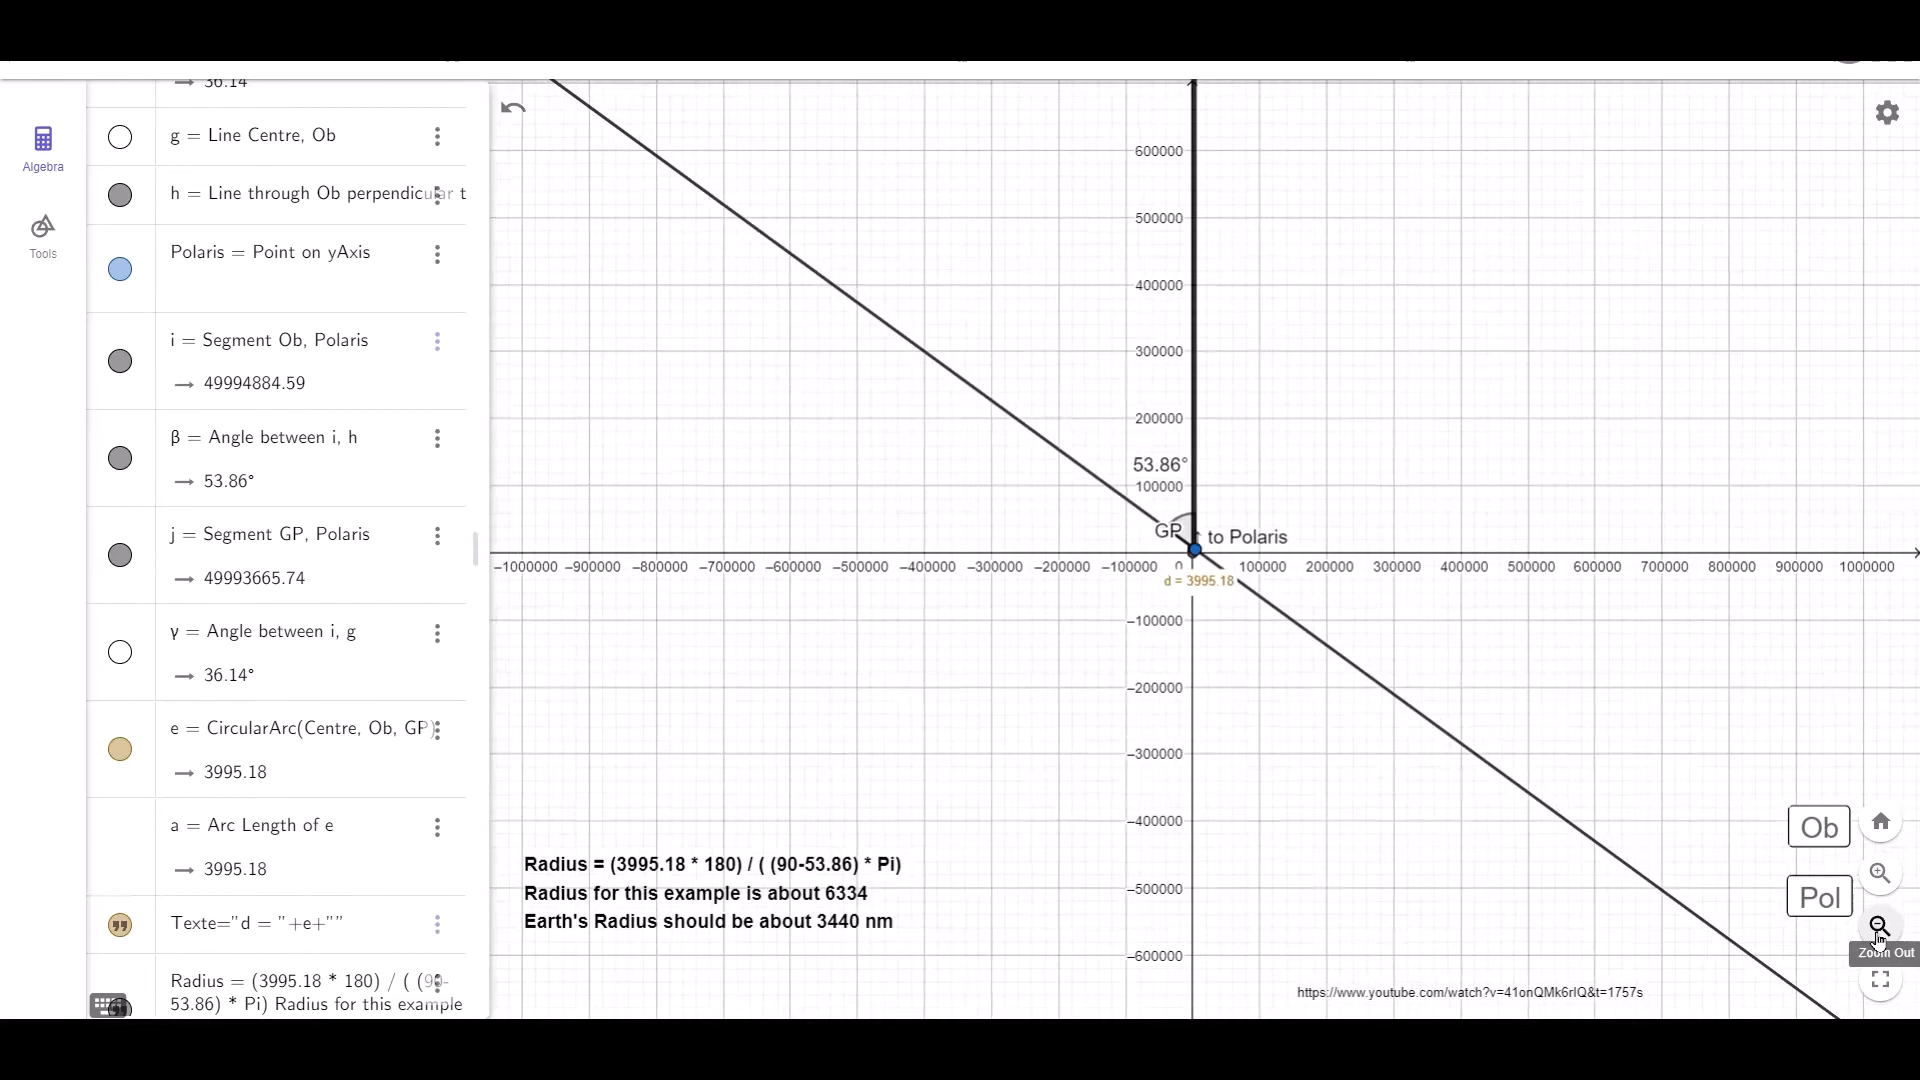 → 36.14
g = Line Centre, Ob
h = Line through Ob perpendicular t
Polaris = Point on yAxis
i = Segment Ob, Polaris
→ 49994884.59
β = Angle between i, h
→ 53.86°
j = Segment GP, Polaris
→ 49993665.74
γ = Angle between i, g
→ 36.14°
e = CircularArc(Centre, Ob, GP)
→ 3995.18
a = Arc Length of e
→ 3995.18
Texte="d = "+e+""
Radius = (3995.18 * 180) / ( (90-
53.86) * Pi) Radius for this example
Algebra
Tools
600000
500000
400000
300000
200000
53.86°
100000
GP
to Polaris
−1000000 −900000 −800000 −700000 −600000 −500000 −400000 −300000 −200000 −100000 0 100000 200000 300000 400000 500000 600000 700000 800000 900000 1000000
d = 3995.18
−100000
−200000
−300000
−400000
−500000
−600000
Radius = (3995.18 * 180) / ( (90-53.86) * Pi)
Radius for this example is about 6334
Earth's Radius should be about 3440 nm
Ob
Pol
Zoom Out
https://www.youtube.com/watch?v=41onQMk6rIQ&t=1757s